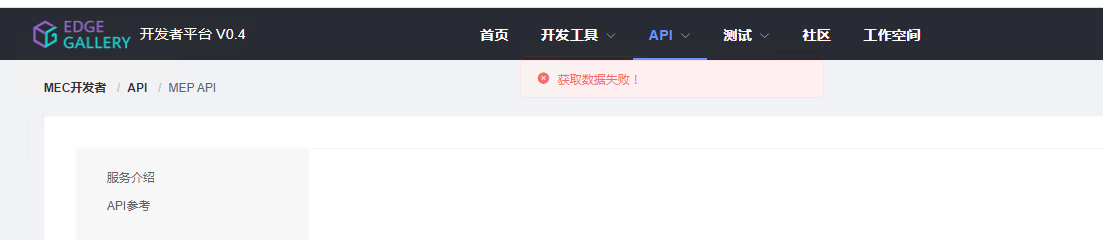 EDGE
GALLERY 开发者平台 V0.4 首页 开发工具 API 测试 社区 工作空间
获取数据失败！
MEC开发者 / API / MEP API
服务介绍
API参考